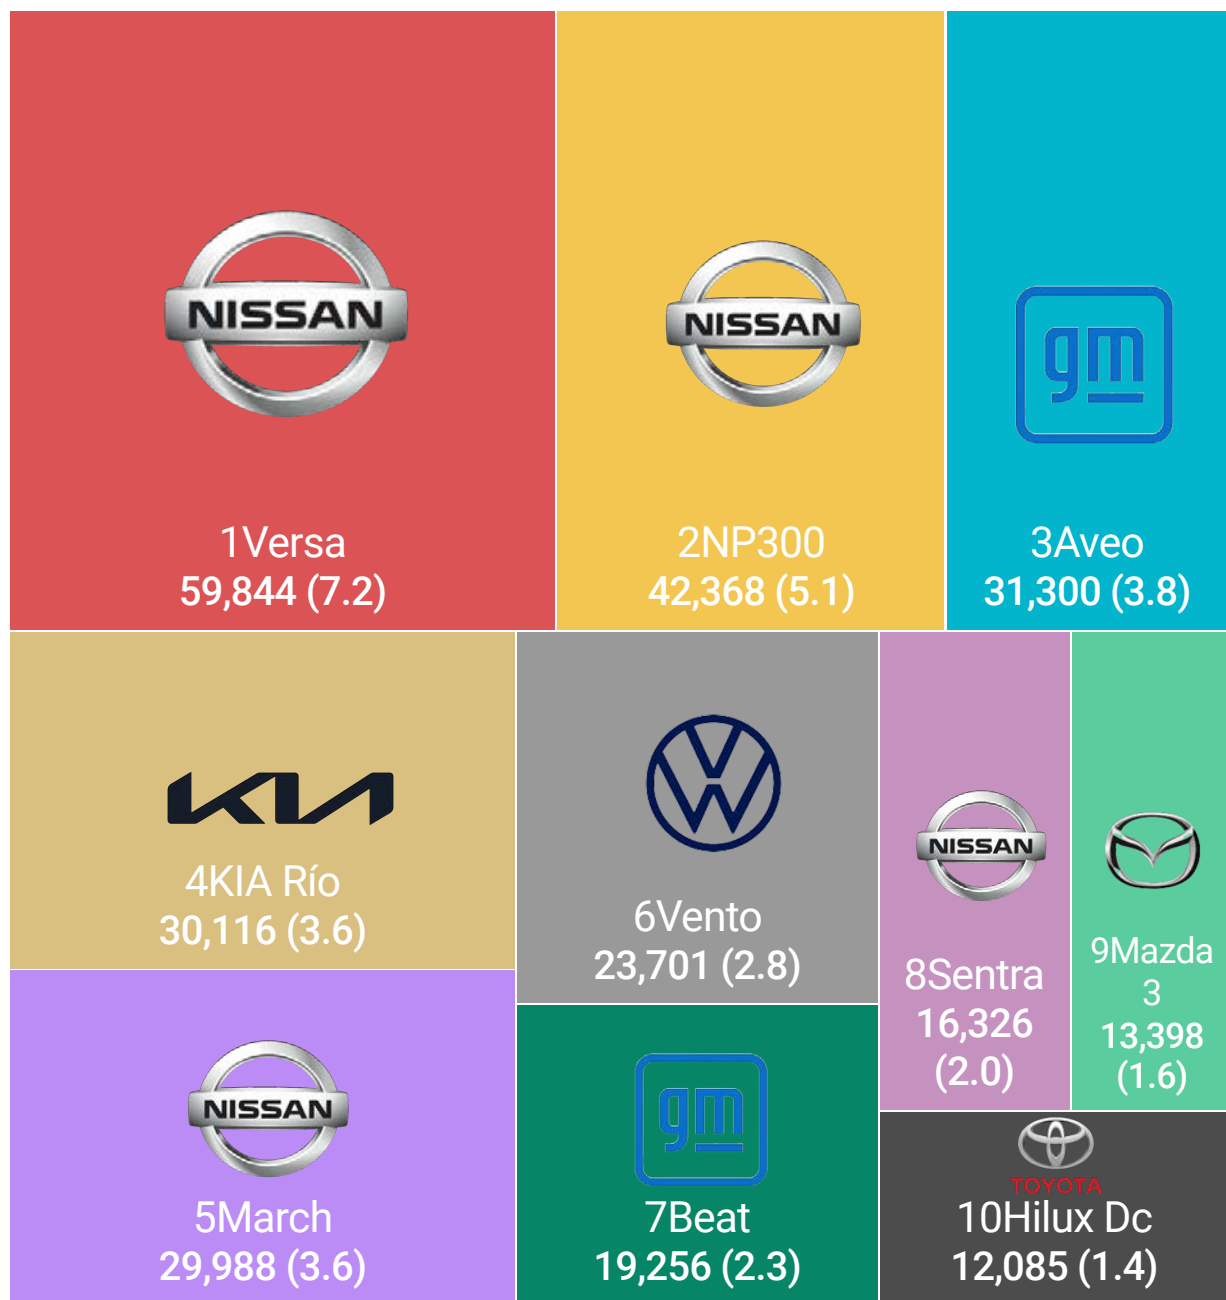 NISSAN
1Versa
59,844 (7.2)
NISSAN
2NP300
42,368 (5.1)
gm
3Aveo
31,300 (3.8)
KIA
4KIA Río
30,116 (3.6)
NISSAN
5March
29,988 (3.6)
VW
6Vento
23,701 (2.8)
gm
7Beat
19,256 (2.3)
NISSAN
8Sentra
16,326
(2.0)
9Mazda
3
13,398
(1.6)
TOYOTA
10Hilux Dc
12,085 (1.4)